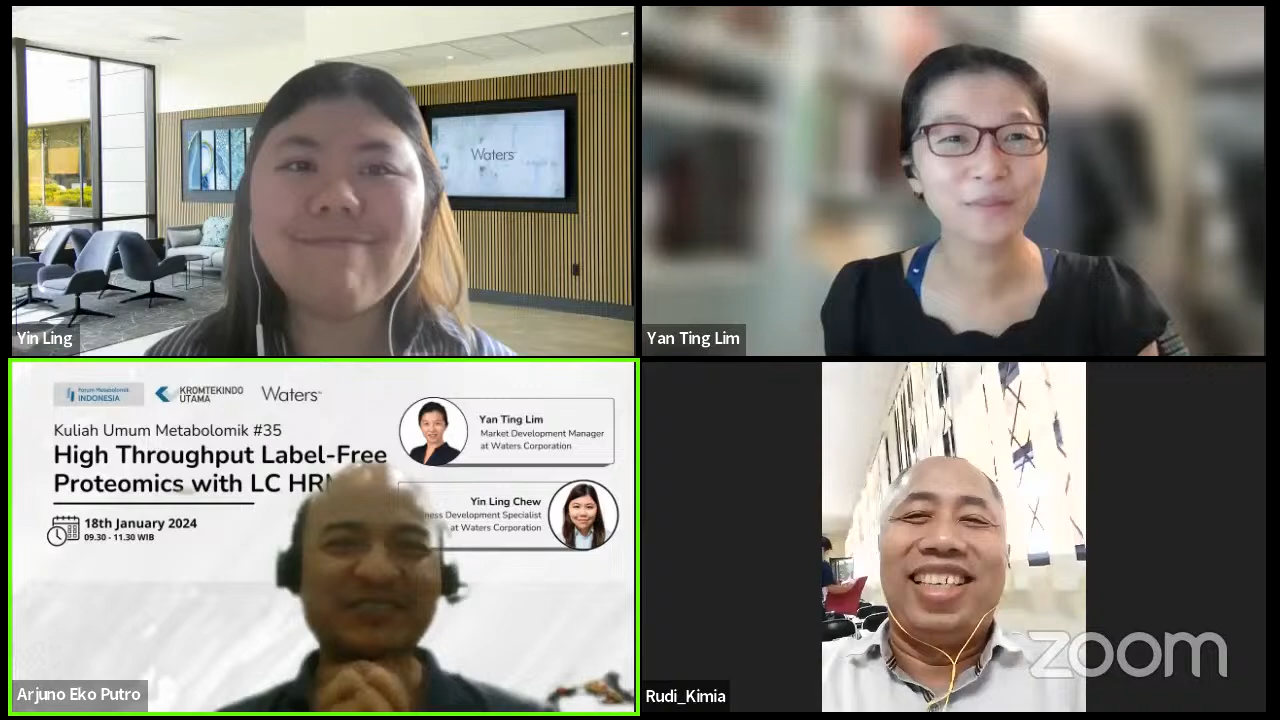 Waters
Yin Ling
Yan Ting Lim
Forum Metabolomik
INDONESIA
KROMTEKINDO
UTAMA
Waters
Kuliah Umum Metabolomik #35
High Throughput Label-Free
Proteomics with LC
18th January 2024
09.30 - 11.30 WIB
Yan Ting Lim
Market Development Manager
at Waters Corporation
Yin Ling Chew
Development Specialist
at Waters Corporation
Arjuno Eko Putro
Rudi_Kimia
zoom